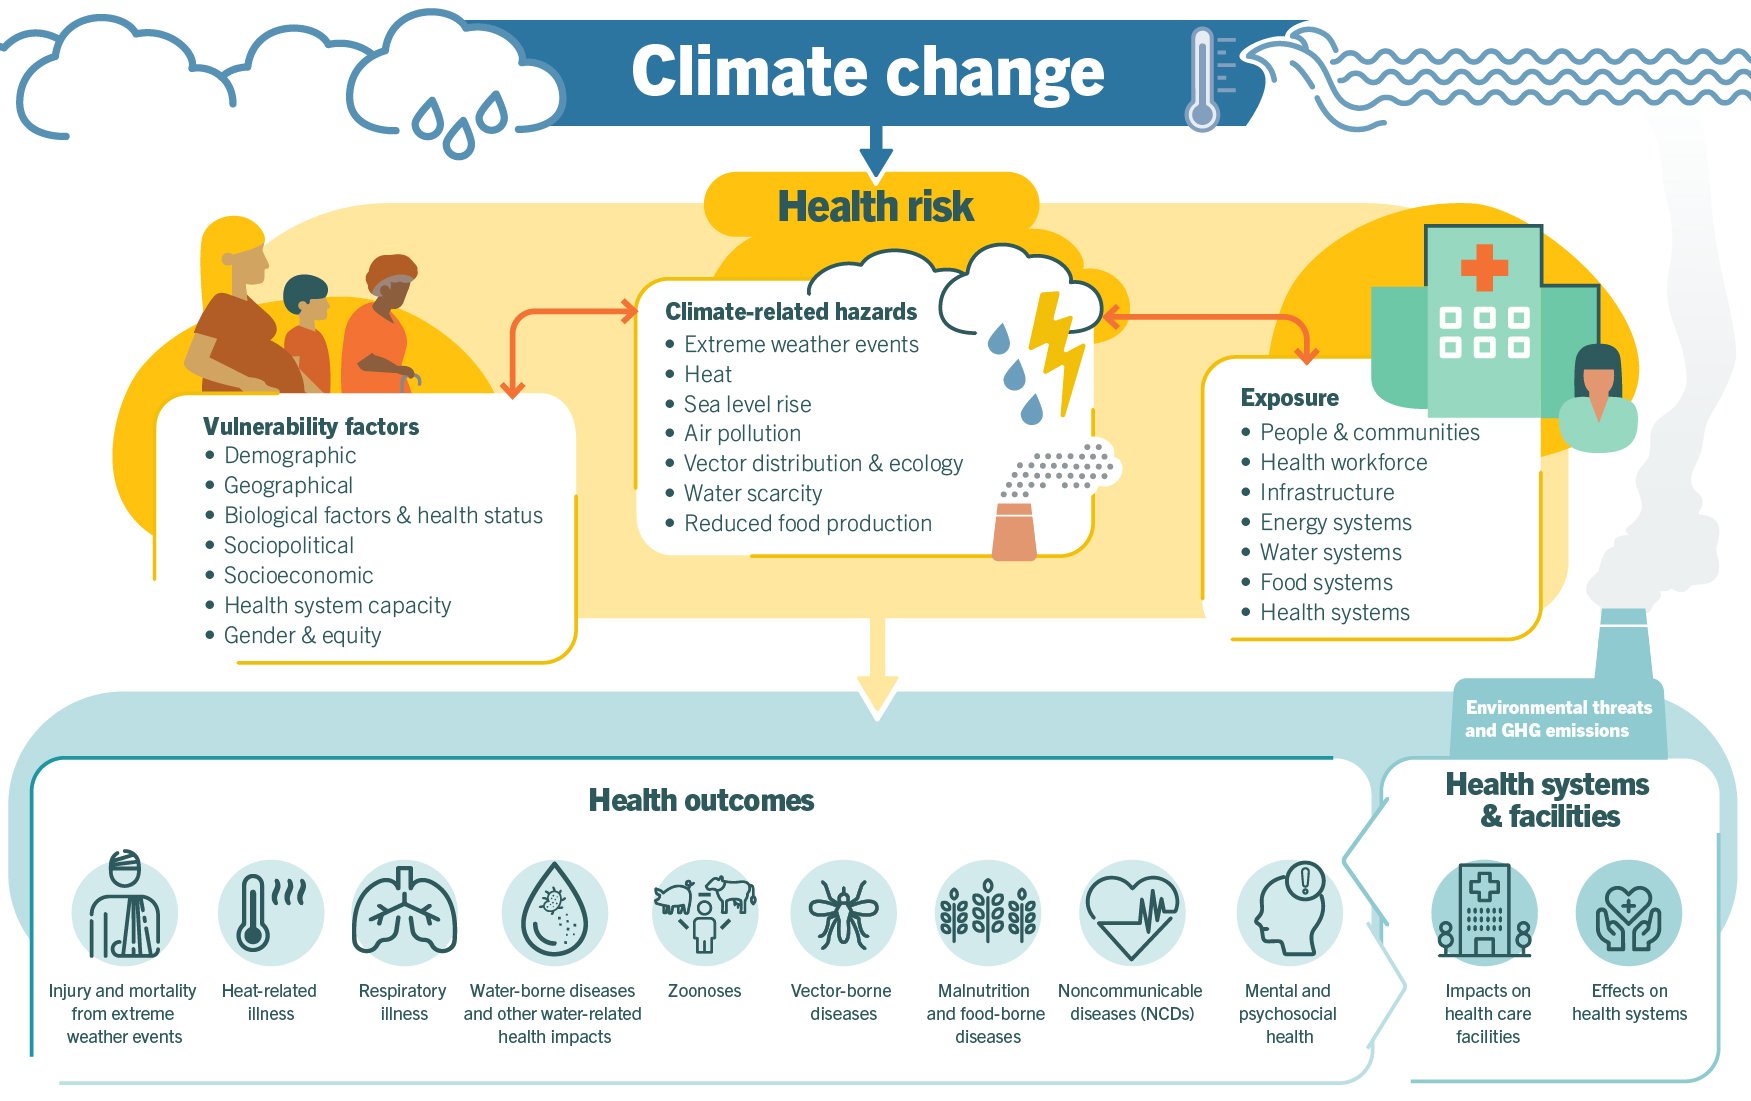 Climate change
Health risk
Vulnerability factors
• Demographic
• Geographical
• Biological factors & health status
• Sociopolitical
• Socioeconomic
• Health system capacity
• Gender & equity
Climate-related hazards
• Extreme weather events
• Heat
• Sea level rise
• Air pollution
• Vector distribution & ecology
• Water scarcity
• Reduced food production
Exposure
• People & communities
• Health workforce
• Infrastructure
• Energy systems
• Water systems
• Food systems
• Health systems
Environmental threats
and GHG emissions
Health outcomes
Injury and mortality
from extreme
weather events
Heat-related
illness
Respiratory
illness
Water-borne diseases
and other water-related
health impacts
Zoonoses
Vector-borne
diseases
Malnutrition
and food-borne
diseases
Noncommunicable
diseases (NCDs)
Mental and
psychosocial
health
Health systems
& facilities
Impacts on
health care
facilities
Effects on
health systems